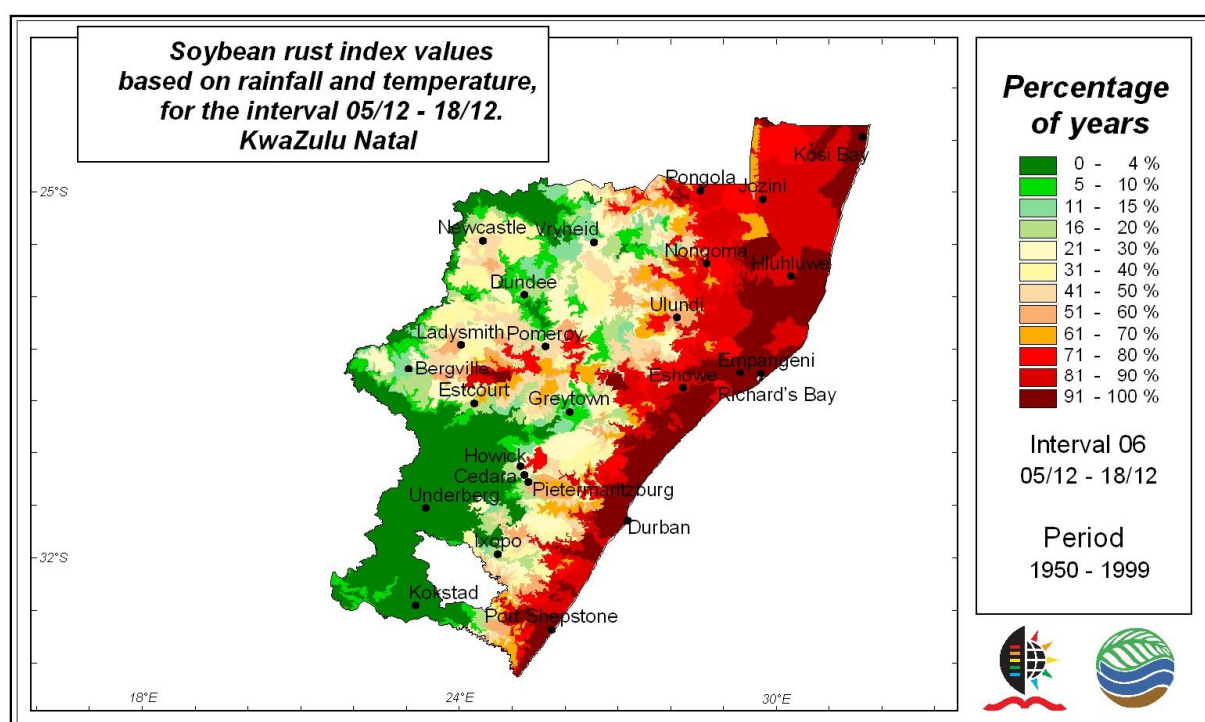 Soybean rust index values
based on rainfall and temperature,
for the interval 05/12 - 18/12.
KwaZulu Natal
Percentage
of years
0 - 4 %
5 - 10 %
11 - 15 %
16 - 20 %
21 - 30 %
31 - 40 %
41 - 50 %
51 - 60 %
61 - 70 %
71 - 80 %
81 - 90 %
91 - 100 %
Interval 06
05/12 - 18/12
Period
1950 - 1999
Kosi Bay
Pongola
Jozini
25°S
Newcastle
Vryheid
Nongoma
Hluhluwe
Dundee
Ulundi
Ladysmith
Pomeroy
Bergville
Empangeni
Eshowe
Estcourt
Richard's Bay
Greytown
Howick
Cedara
Pietermaritzburg
Underberg
Durban
Ixopo
32°S
Kokstad
Port Shepstone
18°E
24°E
30°E